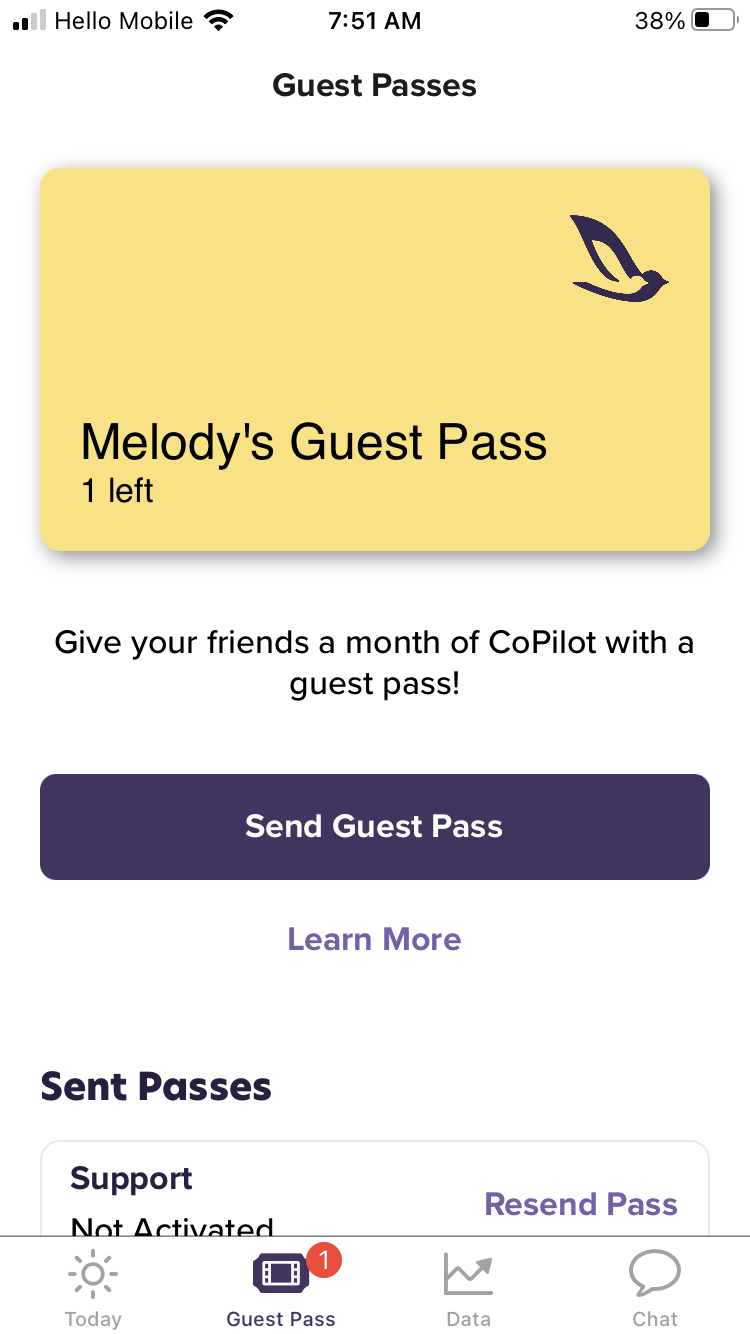 Hello Mobile 7:51 AM 38%
Guest Passes
Melody's Guest Pass
1 left
Give your friends a month of CoPilot with a
guest pass!
Send Guest Pass
Learn More
Sent Passes
Support
Resend Pass
Not Activated
1
Today Guest Pass Data Chat